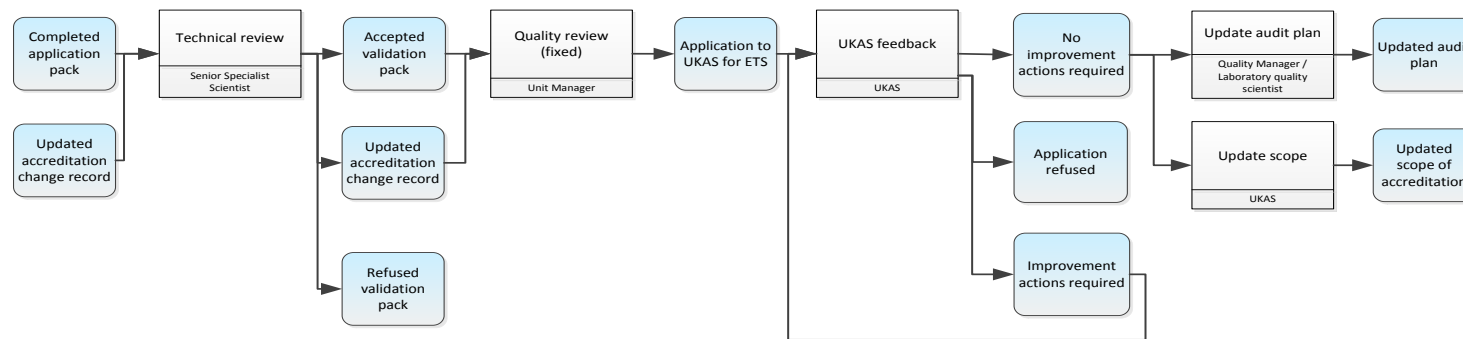 Completed
application
pack
Updated
accreditation
change record
Technical review
Senior Specialist
Scientist
Accepted
validation
pack
Updated
accreditation
change record
Refused
validation
pack
Quality review
(fixed)
Unit Manager
Application to
UKAS for ETS
UKAS feedback
UKAS
No
improvement
actions required
Application
refused
Improvement
actions required
Update audit plan
Quality Manager /
Laboratory quality
scientist
Update scope
UKAS
Updated audit
plan
Updated
scope of
accreditation